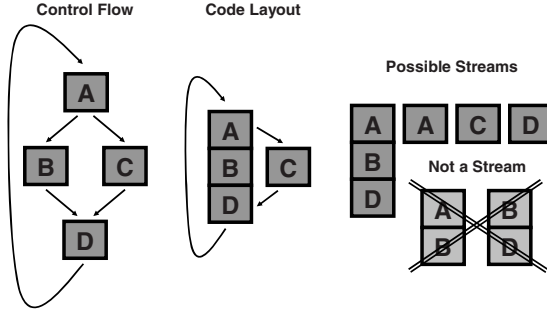 Control Flow
A
B C
D
Code Layout
A
B
D
C
Possible Streams
A
B
D
A
C
D
Not a Stream
A B
B D